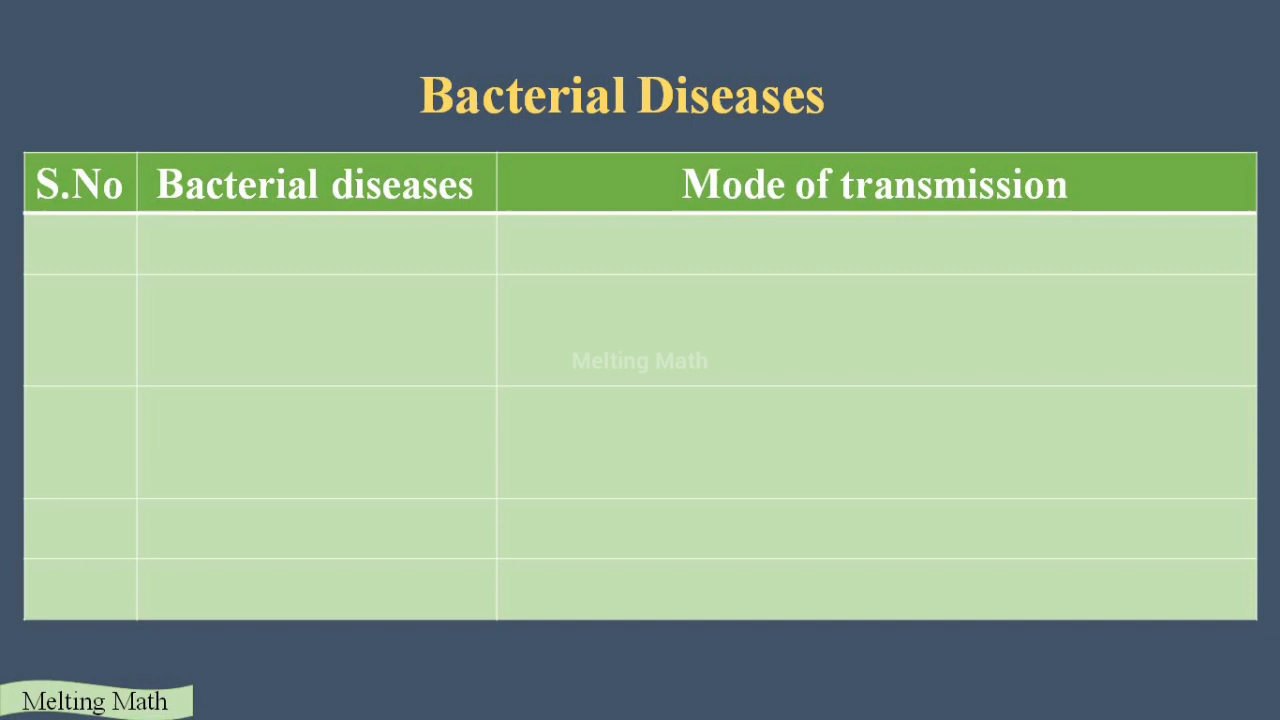 Bacterial Diseases
S.No Bacterial diseases Mode of transmission
Melting Math
Melting Math